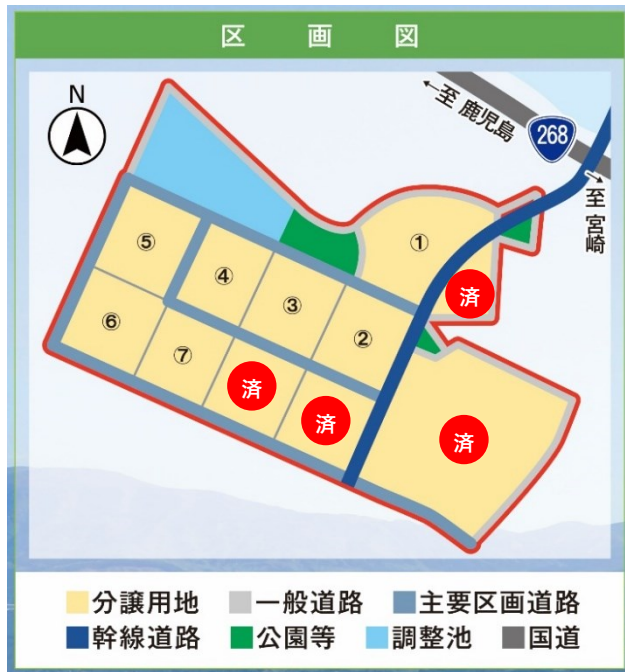 区画図
N
←至 鹿児島
268
→至 宮崎
⑤
①
④
済
③
⑥
②
⑦
済
済
済
分譲用地 一般道路 主要区画道路
幹線道路 公園等 調整池 国道